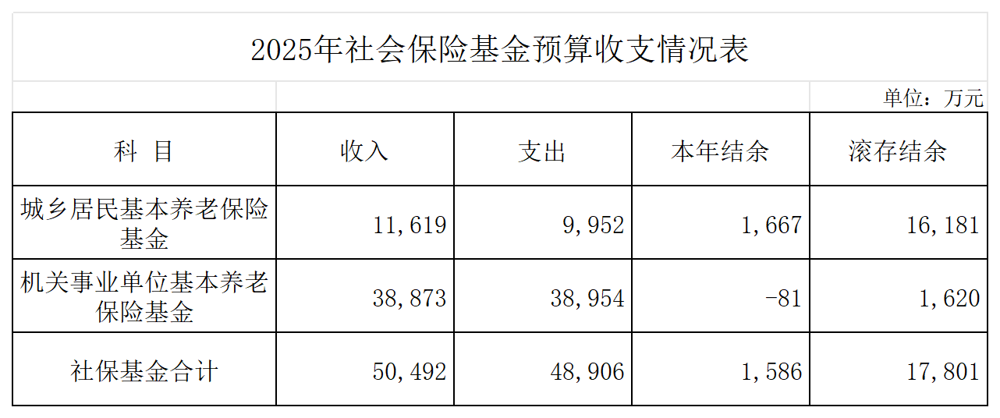 2025年社会保险基金预算收支情况表
单位：万元
科 目 收入 支出 本年结余 滚存结余
城乡居民基本养老保险
基金 11,619 9,952 1,667 16,181
机关事业单位基本养老
保险基金 38,873 38,954 -81 1,620
社保基金合计 50,492 48,906 1,586 17,801